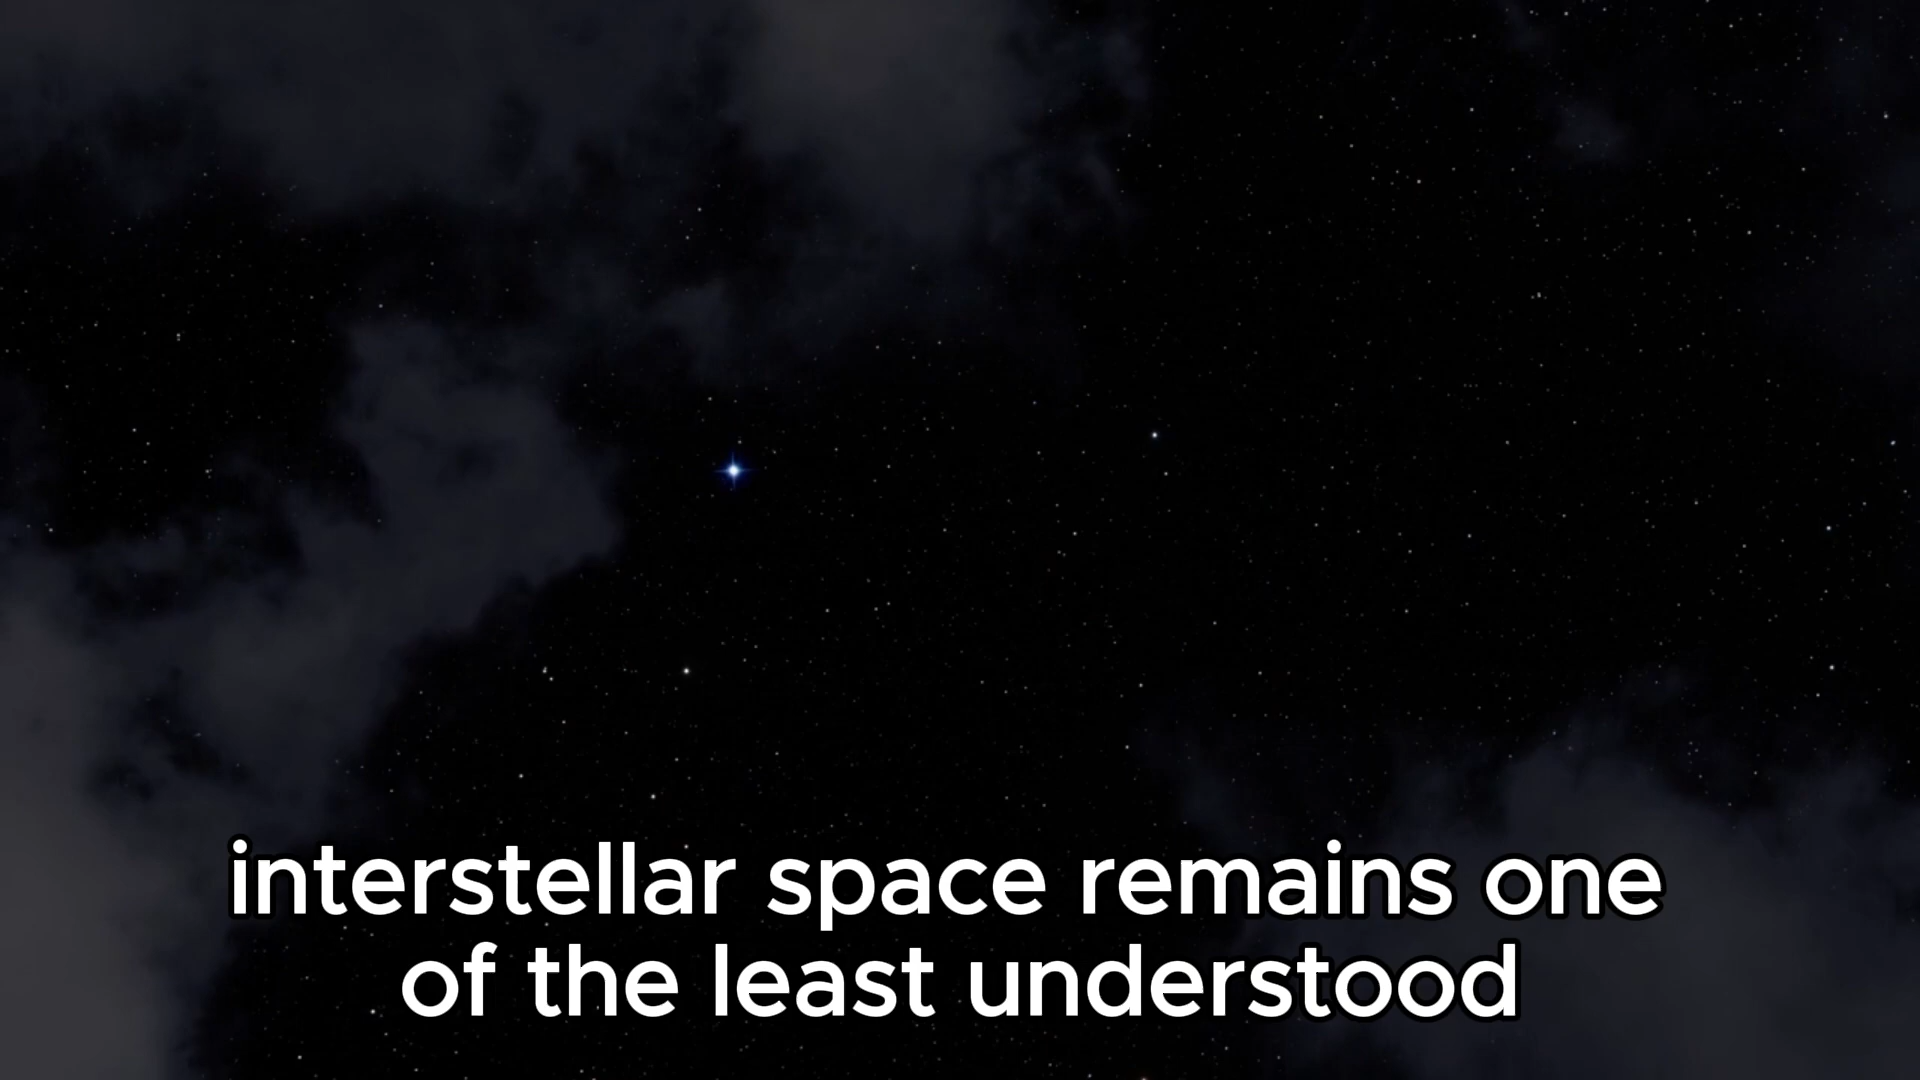 interstellar space remains one
of the least understood